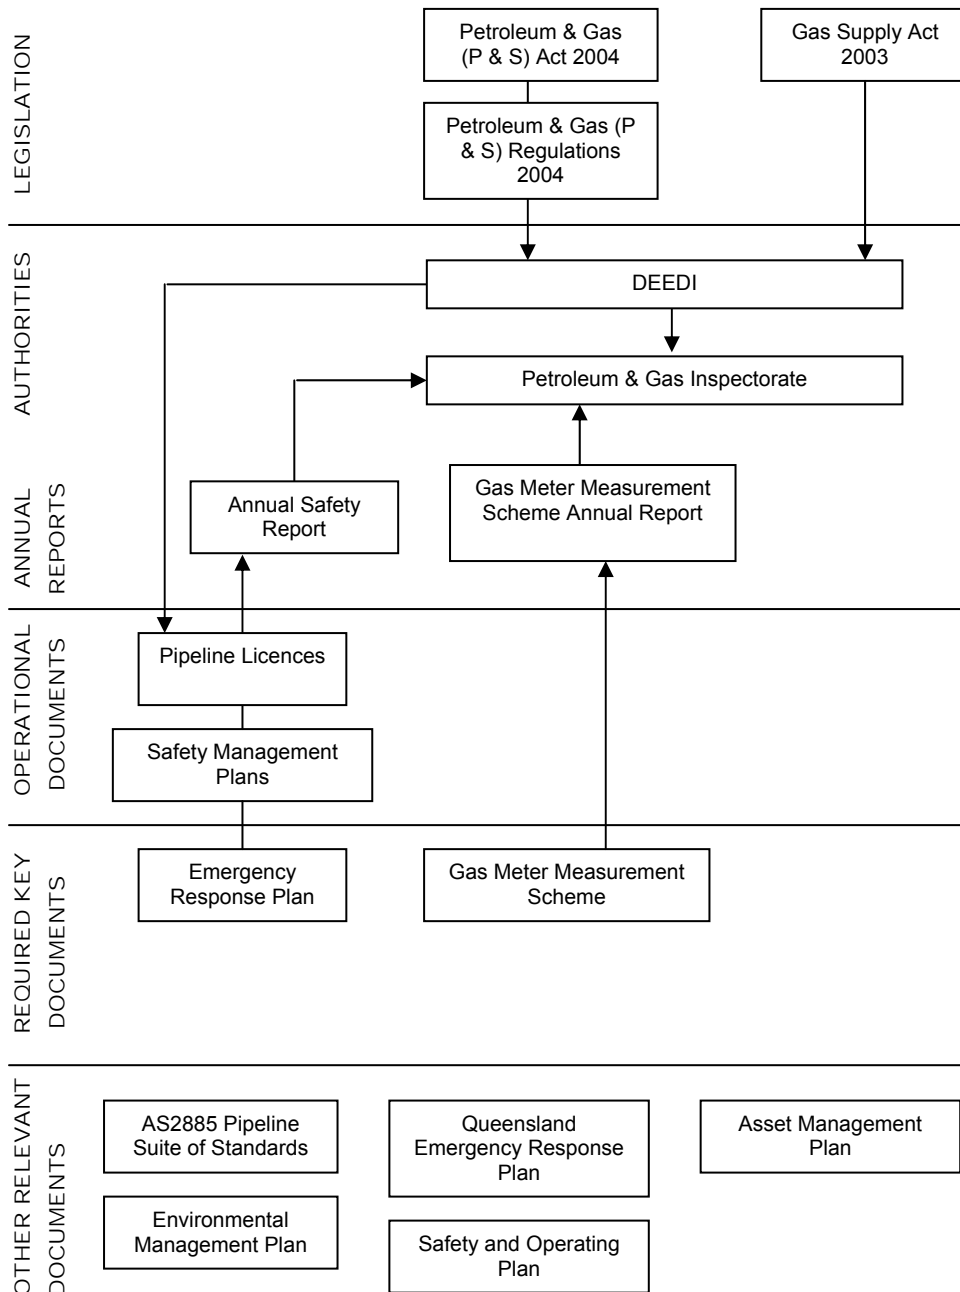 LEGISLATION
Petroleum & Gas
(P & S) Act 2004
Gas Supply Act
2003
Petroleum & Gas (P
& S) Regulations
2004
AUTHORITIES
DEEDI
Petroleum & Gas Inspectorate
ANNUAL
REPORTS
Annual Safety
Report
Gas Meter Measurement
Scheme Annual Report
OPERATIONAL
DOCUMENTS
Pipeline Licences
Safety Management
Plans
REQUIRED KEY
DOCUMENTS
Emergency
Response Plan
Gas Meter Measurement
Scheme
OTHER RELEVANT
DOCUMENTS
AS2885 Pipeline
Suite of Standards
Queensland
Emergency Response
Plan
Asset Management
Plan
Environmental
Management Plan
Safety and Operating
Plan